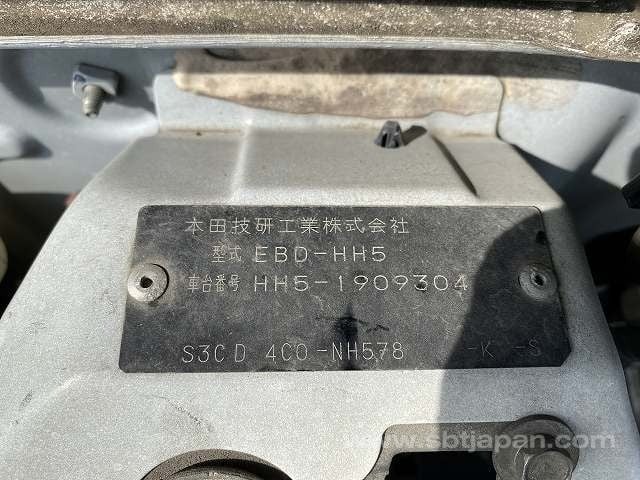 本田技研工業株式会社
型式 EBD-HH5
車台番号 HH5-1909304
S3CD 4C0-NH578 -K -S
www.sbtjapan.com